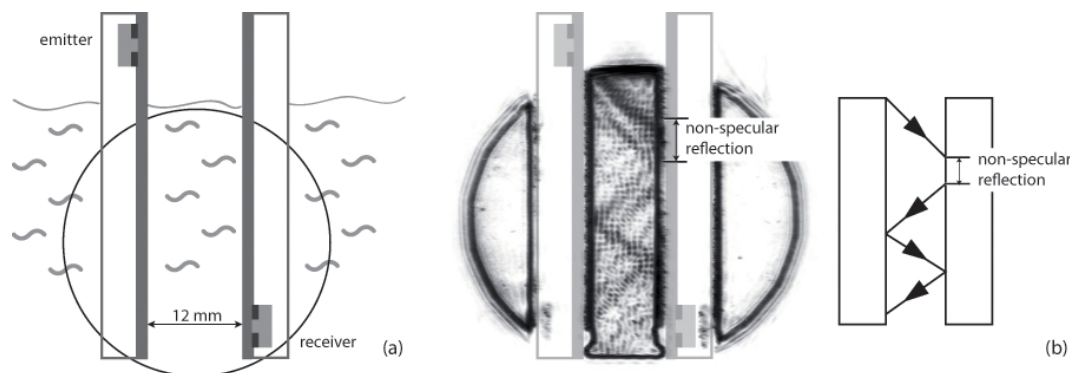 emitter
12 mm
receiver
(a)
non-specular
reflection
non-specular
reflection
(b)